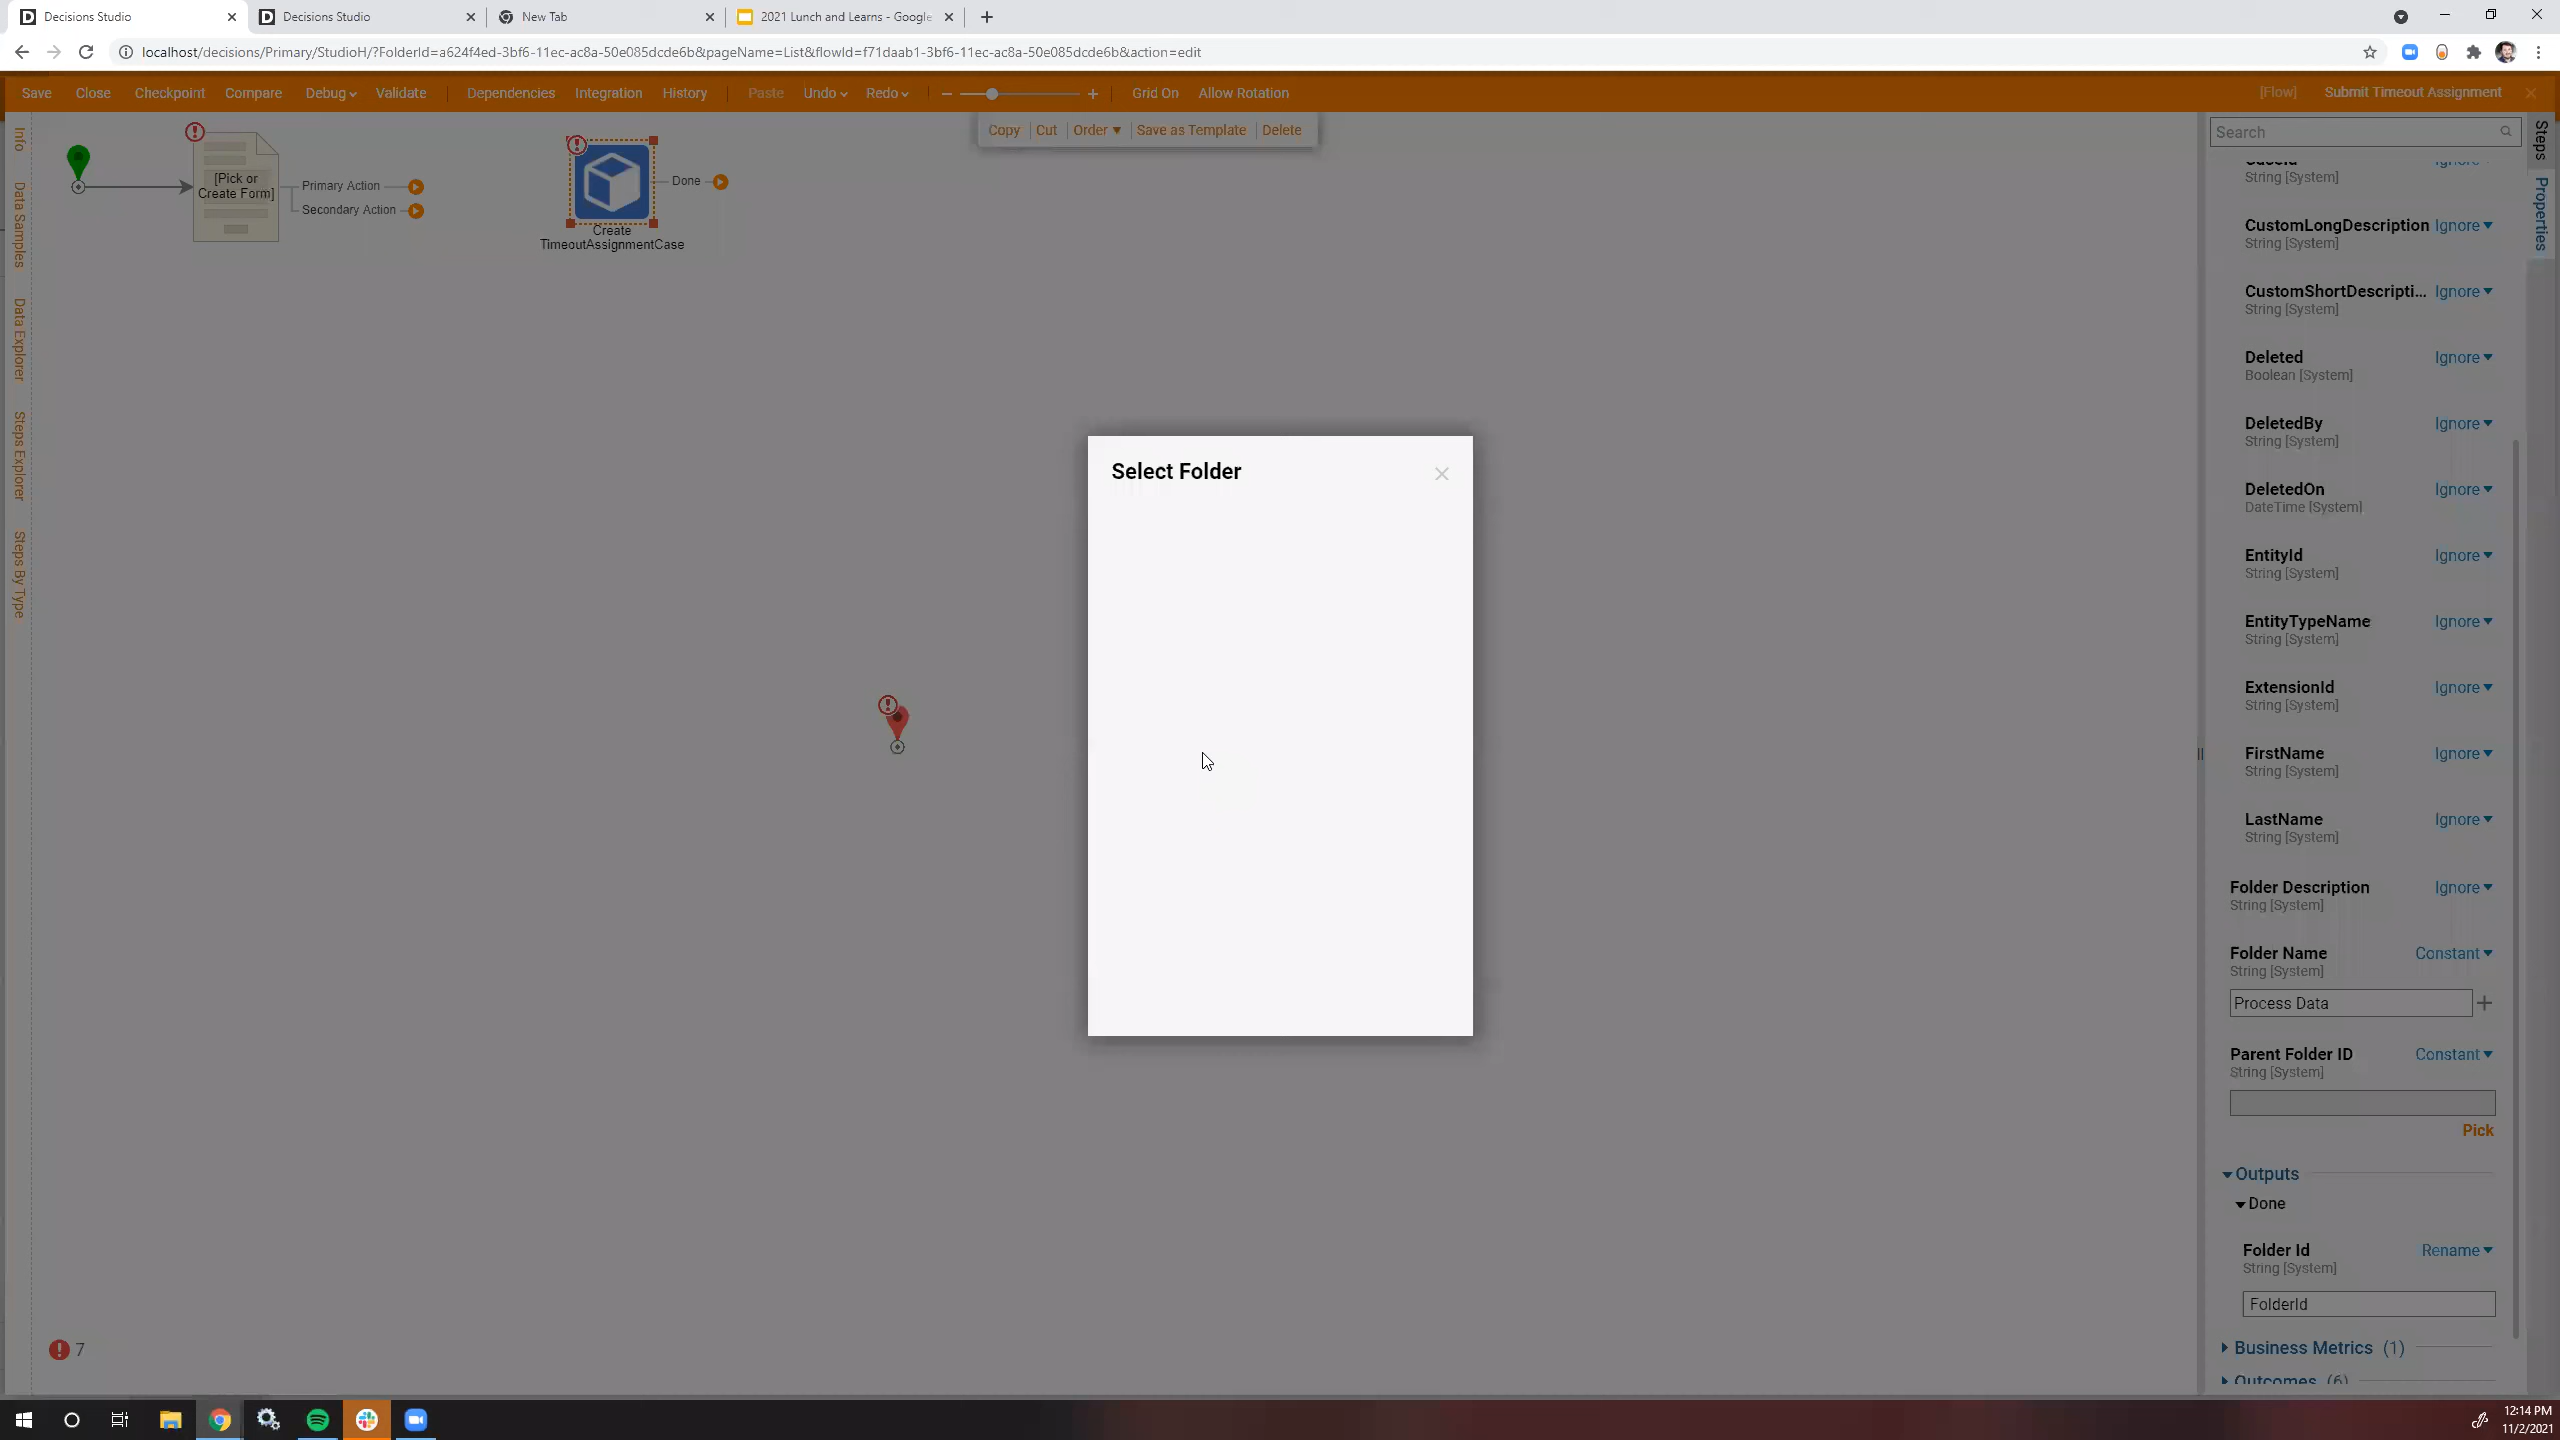 Decisions Studio
Decisions Studio
New Tab
2021 Lunch and Learns - Google
localhost/decisions/Primary/StudioH/?FolderId=a624f4ed-3bf6-11ec-ac8a-50e085dcde6b&pageName=List&flowId=f71daab1-3bf6-11ec-ac8a-50e085dcde6b&action=edit
Save Close Checkpoint Compare Debug Validate Dependencies Integration History Paste Undo Redo Grid On Allow Rotation [Flow] Submit Timeout Assignment
Copy Cut Order Save as Template Delete
Info
Data Samples
Data Explorer
Steps Explorer
Steps By Type
[Pick or
Create Form]
Primary Action
Secondary Action
Create
TimeoutAssignmentCase
Done
Select Folder
7
Search
Steps
Properties
String [System]
CustomLongDescription Ignore
String [System]
CustomShortDescripti... Ignore
String [System]
Deleted Ignore
Boolean [System]
DeletedBy Ignore
String [System]
DeletedOn Ignore
DateTime [System]
EntityId Ignore
String [System]
EntityTypeName Ignore
String [System]
ExtensionId Ignore
String [System]
FirstName Ignore
String [System]
LastName Ignore
String [System]
Folder Description Ignore
String [System]
Folder Name Constant
String [System]
Process Data
Parent Folder ID Constant
String [System]
Pick
Outputs
Done
Folder Id Rename
String [System]
FolderId
Business Metrics (1)
Outcomes (6)
12:14 PM
11/2/2021